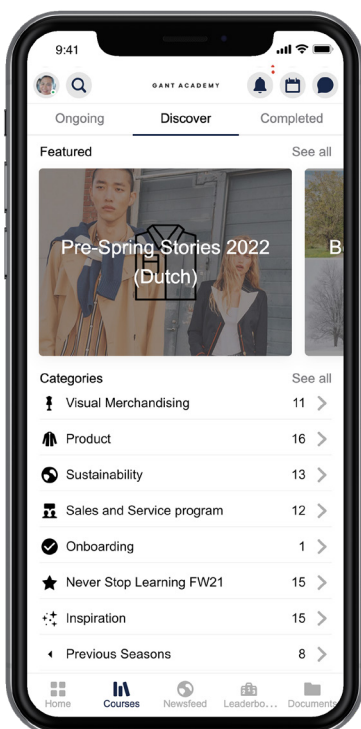 9:41
GANT ACADEMY
Ongoing
Discover
Completed
Featured
See all
Pre-Spring Stories 2022
(Dutch)
B
Categories
See all
Visual Merchandising
11
Product
16
Sustainability
13
Sales and Service program
12
Onboarding
1
Never Stop Learning FW21
15
Inspiration
15
Previous Seasons
8
Home
Courses
Newsfeed
Leaderbo...
Documents